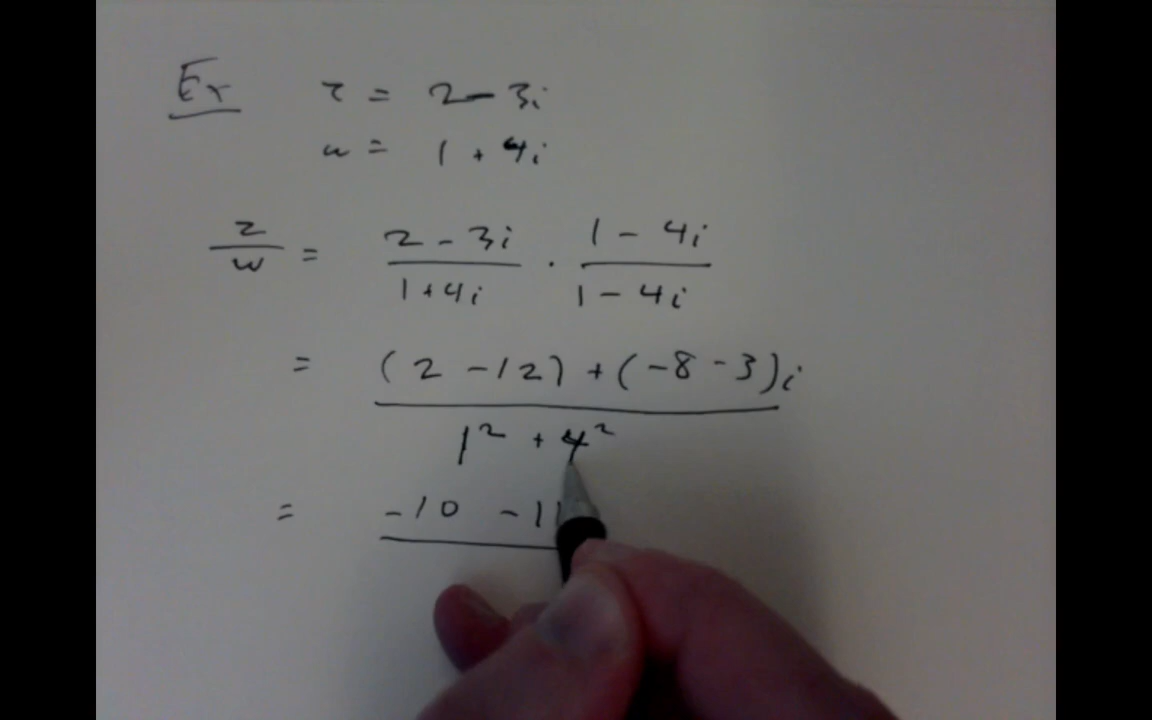 Ex z = 2 - 3i
w = 1 + 4i
z/w = (2 - 3i)/(1 + 4i) · (1 - 4i)/(1 - 4i)
= ((2 - 12) + (-8 - 3)i)/(1² + 4²)
= -10 - 11